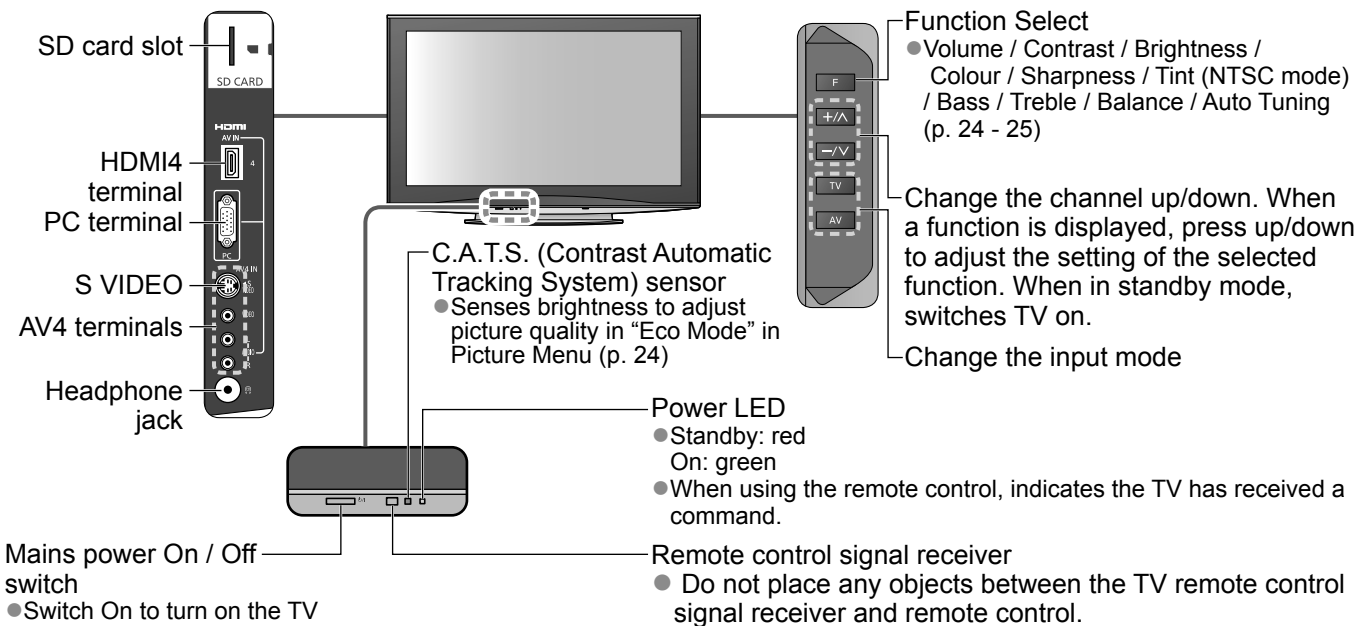 SD card slot
SD CARD
HDMI
AV IN
4
HDMI4
terminal
PC terminal
PC
AV4 IN
S VIDEO
AV4 terminals
R
Headphone
jack
Function Select
●Volume / Contrast / Brightness /
Colour / Sharpness / Tint (NTSC mode)
/ Bass / Treble / Balance / Auto Tuning
(p. 24 - 25)
F
+/∧
−/∨
TV
AV
Change the channel up/down. When
a function is displayed, press up/down
to adjust the setting of the selected
function. When in standby mode,
switches TV on.
Change the input mode
C.A.T.S. (Contrast Automatic
Tracking System) sensor
●Senses brightness to adjust
picture quality in “Eco Mode” in
Picture Menu (p. 24)
Power LED
●Standby: red
On: green
●When using the remote control, indicates the TV has received a
command.
Mains power On / Off
switch
●Switch On to turn on the TV
Remote control signal receiver
● Do not place any objects between the TV remote control
signal receiver and remote control.